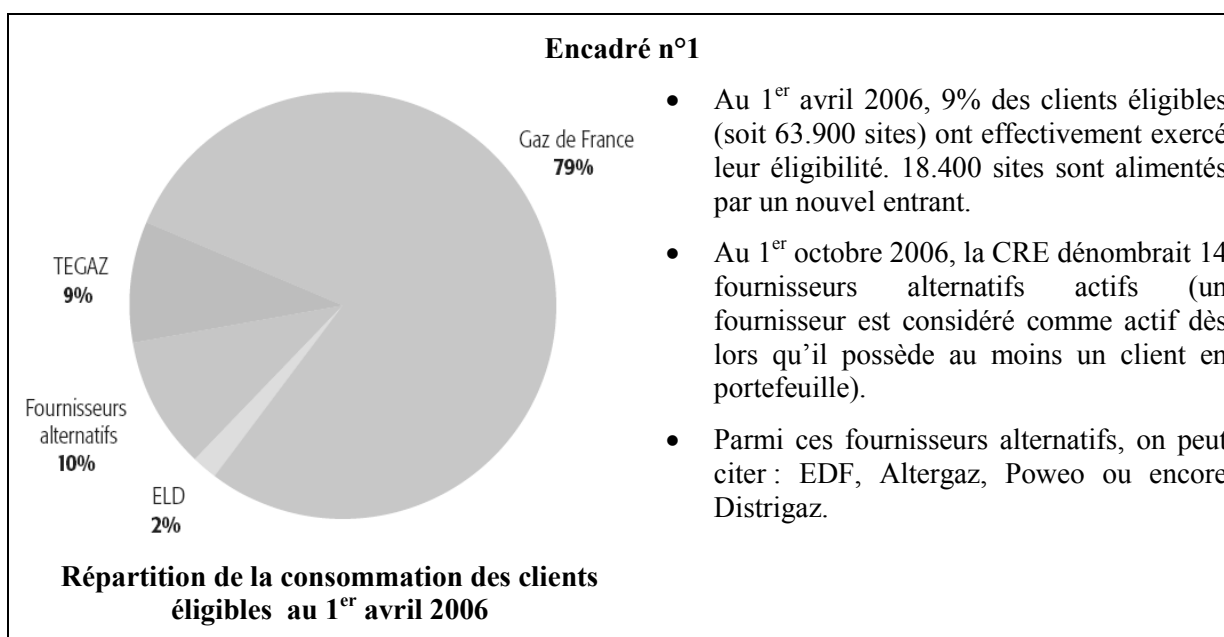 Encadré n°1
Gaz de France
79%
TEGAZ
9%
Fournisseurs
alternatifs
10%
ELD
2%
Répartition de la consommation des clients
éligibles au 1er avril 2006
• Au 1er avril 2006, 9% des clients éligibles
(soit 63.900 sites) ont effectivement exercé
leur éligibilité. 18.400 sites sont alimentés
par un nouvel entrant.
• Au 1er octobre 2006, la CRE dénombrait 14
fournisseurs alternatifs actifs (un
fournisseur est considéré comme actif dès
lors qu'il possède au moins un client en
portefeuille).
• Parmi ces fournisseurs alternatifs, on peut
citer : EDF, Altergaz, Poweo ou encore
Distrigaz.